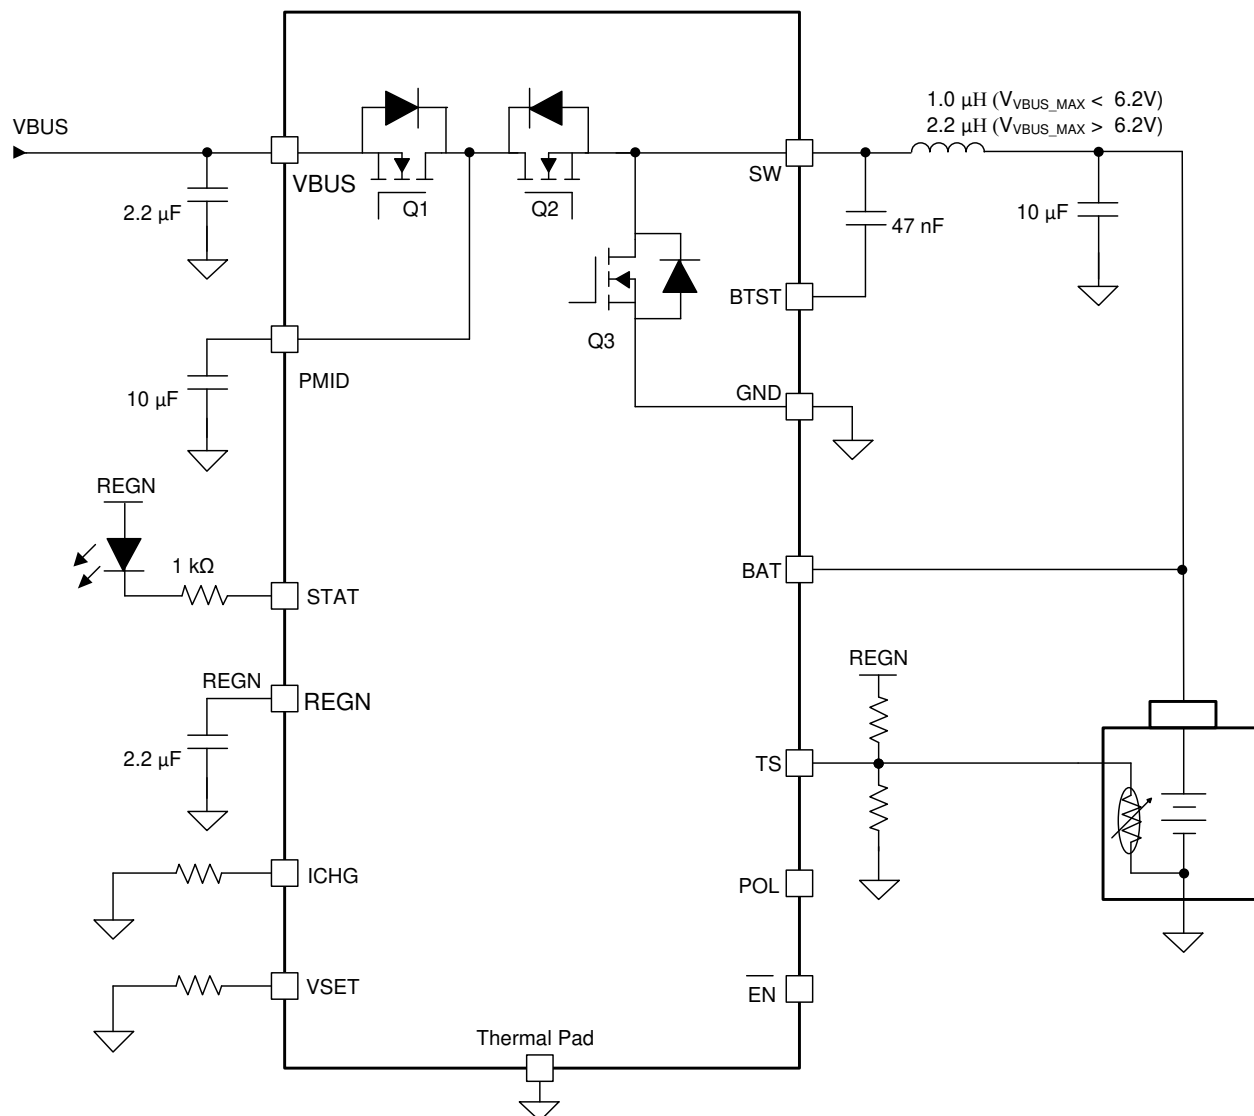 1.0 µH (VVBUS_MAX < 6.2V)
2.2 µH (VVBUS_MAX > 6.2V)
VBUS
VBUS
SW
Q1
Q2
2.2 µF
47 nF
10 µF
BTST
Q3
PMID
10 µF
GND
REGN
1 kΩ
STAT
BAT
REGN
REGN
REGN
2.2 µF
TS
ICHG
POL
VSET
EN
Thermal Pad